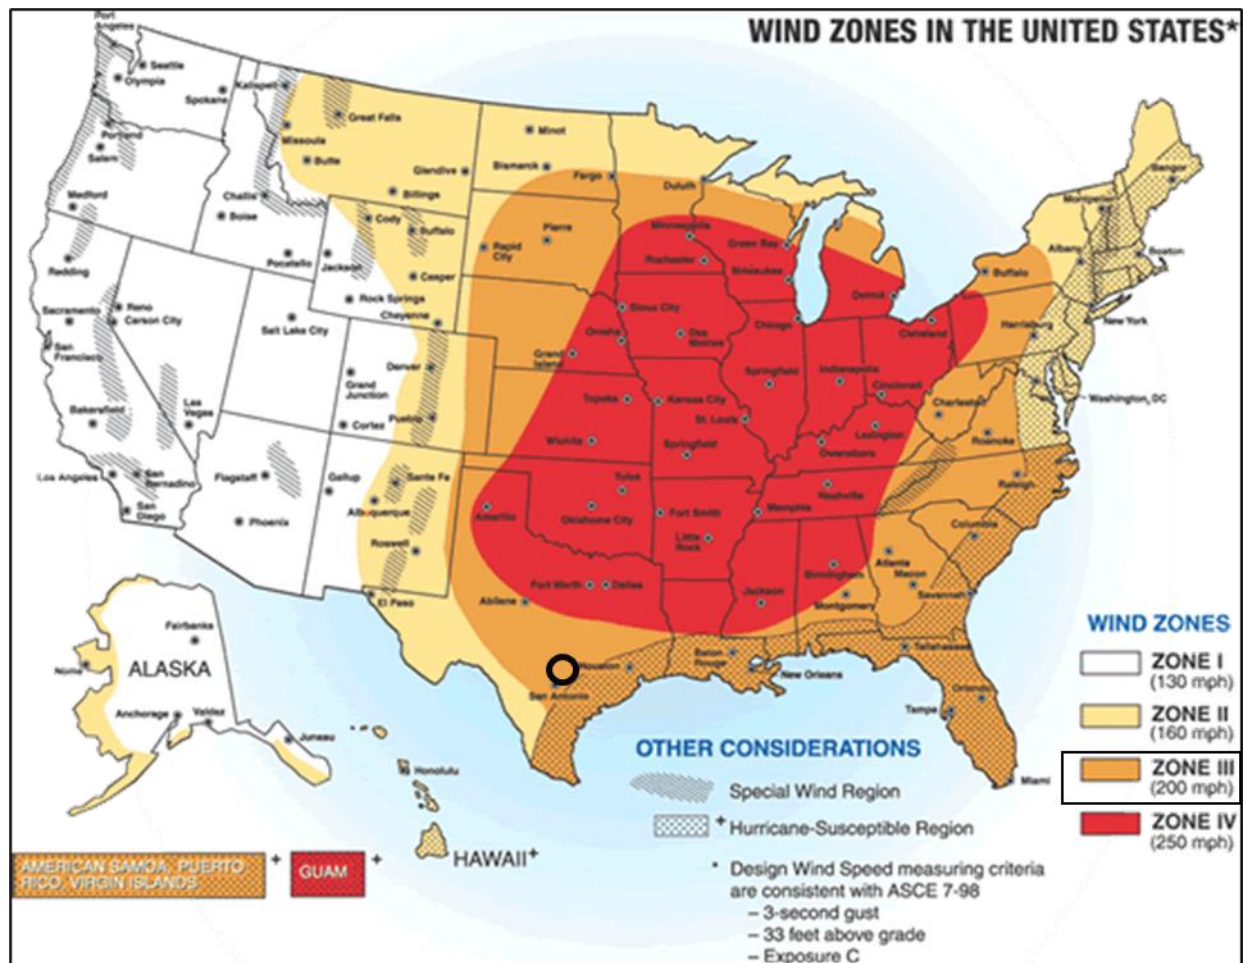 WIND ZONES IN THE UNITED STATES*
Port
Angeles
Seattle
Olympia
Spokane
Kalispell
Great Falls
Missoula
Butte
Glendive
Billings
Portland
Salem
Medford
Challis
Boise
Pocatello
Cody
Buffalo
Jackson
Casper
Rock Springs
Cheyenne
Minot
Bismarck
Fargo
Duluth
Pierre
Rapid
City
Minneapolis
Rochester
Green Bay
Milwaukee
Detroit
Buffalo
Albany
Montpelier
Bangor
Boston
New York
Harrisburg
Washington, DC
Redding
Sacramento
San
Francisco
Reno
Carson City
Salt Lake City
Denver
Grand
Junction
Pueblo
Cortez
Bakersfield
Las
Vegas
Los Angeles
San
Bernadino
San
Diego
Flagstaff
Phoenix
Gallup
Santa Fe
Albuquerque
Roswell
El Paso
Sioux City
Omaha
Grand
Island
Des
Moines
Chicago
Cleveland
Springfield
Indianapolis
Cincinnati
Topeka
Kansas City
St. Louis
Wichita
Springfield
Owensboro
Lexington
Charleston
Roanoke
Raleigh
Tulsa
Amarillo
Oklahoma City
Fort Smith
Little
Rock
Memphis
Nashville
Columbia
Atlanta
Macon
Savannah
Birmingham
Montgomery
Jackson
Fort Worth
Dallas
Abilene
Houston
San Antonio
Baton
Rouge
New Orleans
Tallahassee
Orlando
Tampa
Miami
Fairbanks
ALASKA
Nome
Anchorage
Valdez
Juneau
Honolulu
HAWAII+
AMERICAN SAMOA, PUERTO
RICO, VIRGIN ISLANDS
+
GUAM
+
OTHER CONSIDERATIONS
Special Wind Region
+ Hurricane-Susceptible Region
* Design Wind Speed measuring criteria
are consistent with ASCE 7-98
– 3-second gust
– 33 feet above grade
– Exposure C
WIND ZONES
ZONE I
(130 mph)
ZONE II
(160 mph)
ZONE III
(200 mph)
ZONE IV
(250 mph)